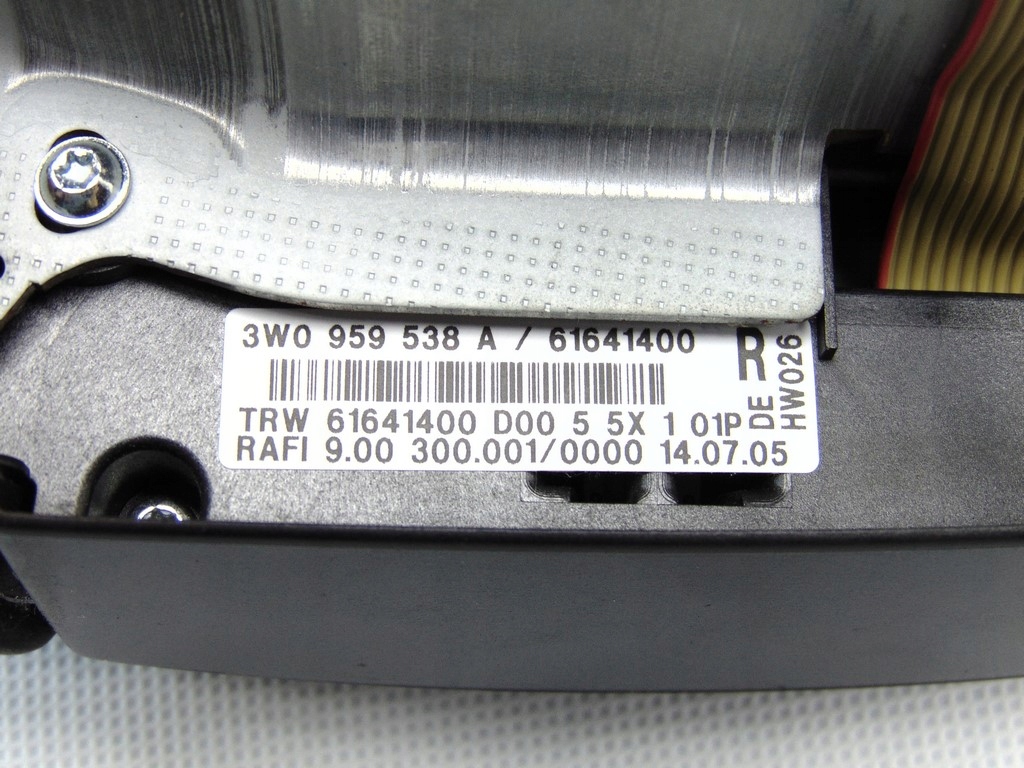 3W0 959 538 A / 61641400
TRW 61641400 D00 5 5X 1 01P
RAFI 9.00 300.001/0000 14.07.05
R
DE
HW026